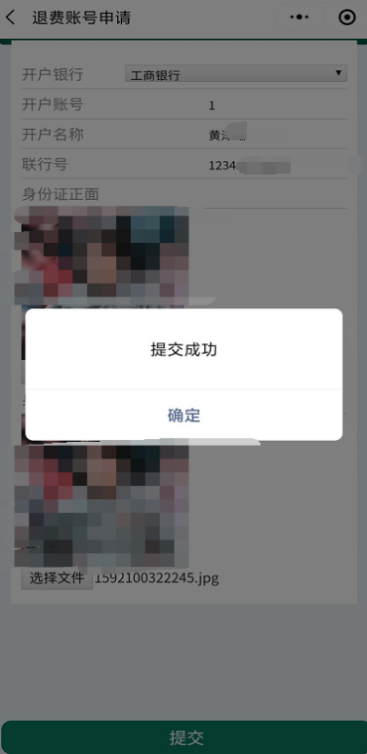 退费账号申请
开户银行 工商银行
开户账号 1
开户名称 黄
联行号 1234
身份证正面
提交成功
确定
选择文件 1592100322245.jpg
提交